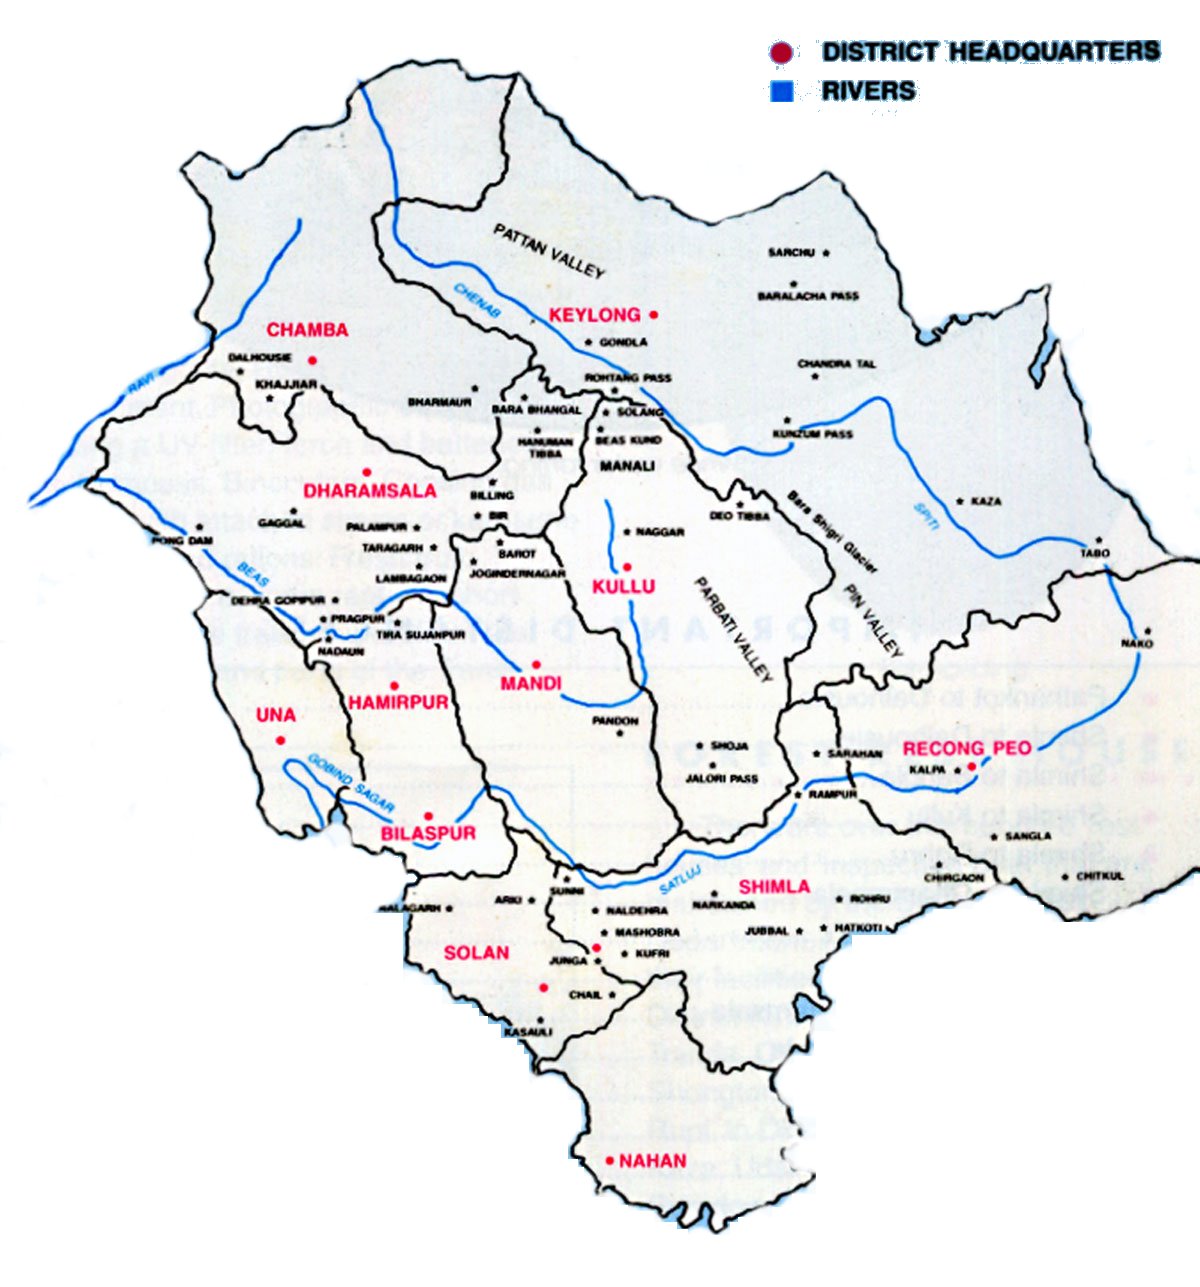 DISTRICT HEADQUARTERS
RIVERS
PATTAN VALLEY
SARCHU
BARALACHA PASS
CHENAB
KEYLONG
GONDLA
CHAMBA
DALHOUSIE
KHAJJIAR
RAVI
ROHTANG PASS
CHANDRA TAL
BHARMAUR
BARA BHANGAL
SOLANG
KUNZUM PASS
HANUMAN
TIBBA
BEAS KUND
MANALI
DHARAMSALA
BILLING
BIR
DEO TIBBA
Bara Shigri Glacier
KAZA
SPITI
GAGGAL
PALAMPUR
NAGGAR
PONG DAM
TARAGARH
BAROT
TABO
JOGINDERNAGAR
BEAS
LAMBAGAON
KULLU
PARBATI VALLEY
PIN VALLEY
DEHRA GOPIPUR
PRAGPUR
TIRA SUJANPUR
NADAUN
NAKO
MANDI
HAMIRPUR
UNA
PANDON
SHOJA
JALORI PASS
SARAHAN
RECONG PEO
KALPA
GOBIND SAGAR
RAMPUR
BILASPUR
SANGLA
SATLUJ
SHIMLA
CHIRGAON
CHITKUL
SUNNI
ARKI
NALDEHRA
NARKANDA
ROHRU
MASHOBRA
JUBBAL
HATKOTI
SOLAN
JUNGA
KUFRI
CHAIL
KASAULI
NAHAN